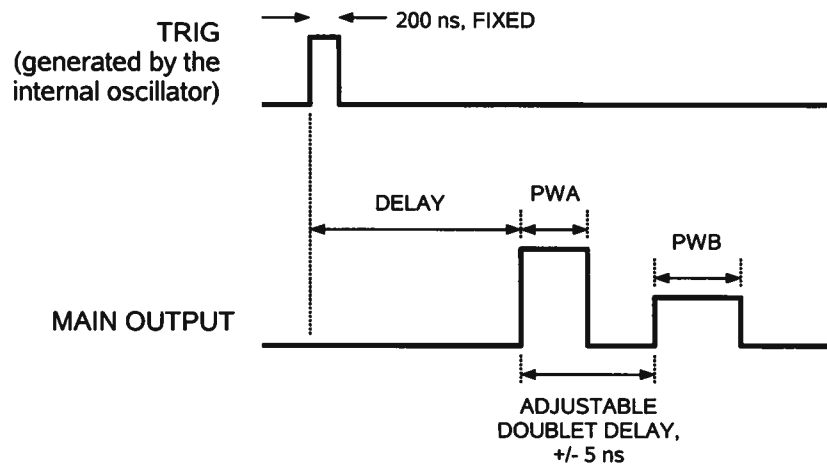 200 ns, FIXED
TRIG
(generated by the
internal oscillator)
DELAY
PWA
PWB
MAIN OUTPUT
ADJUSTABLE
DOUBLET DELAY,
+/- 5 ns